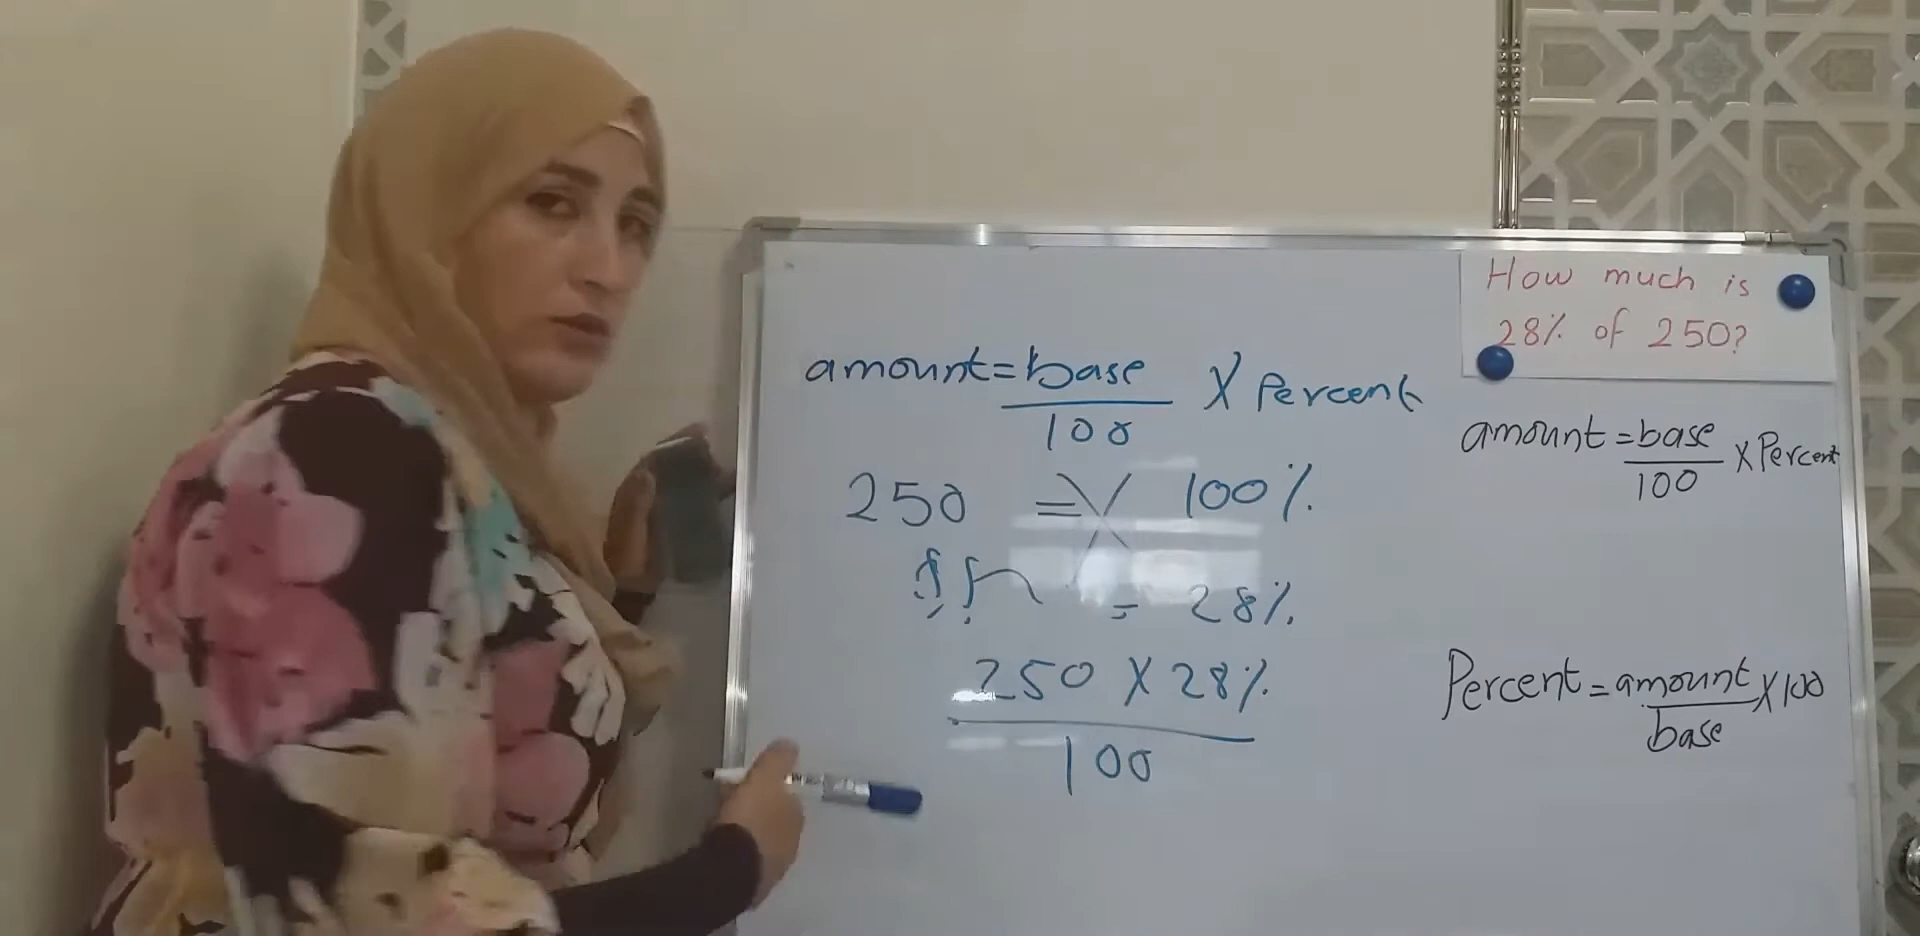 How much is
28% of 250?
amount = base / 100 X Percent
250 = 100%
؟؟ = 28%
250 X 28%
100
amount = base / 100 X Percent
Percent = amount / base X 100